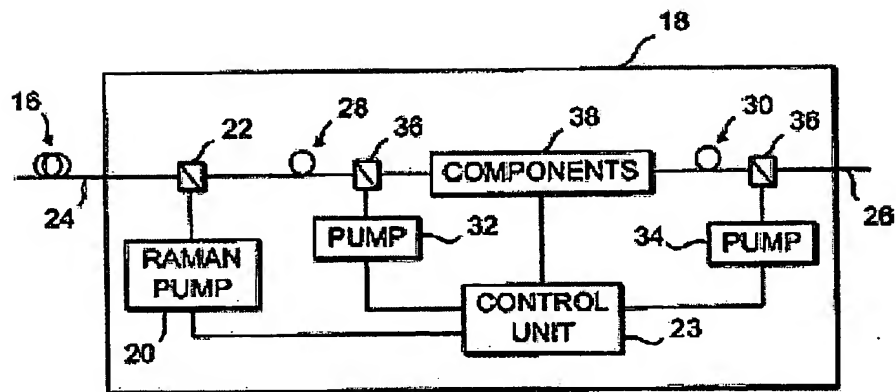 18
16
22
28
36
38
30
36
COMPONENTS
24
26
PUMP
32
34
PUMP
RAMAN
PUMP
CONTROL
UNIT
20
23